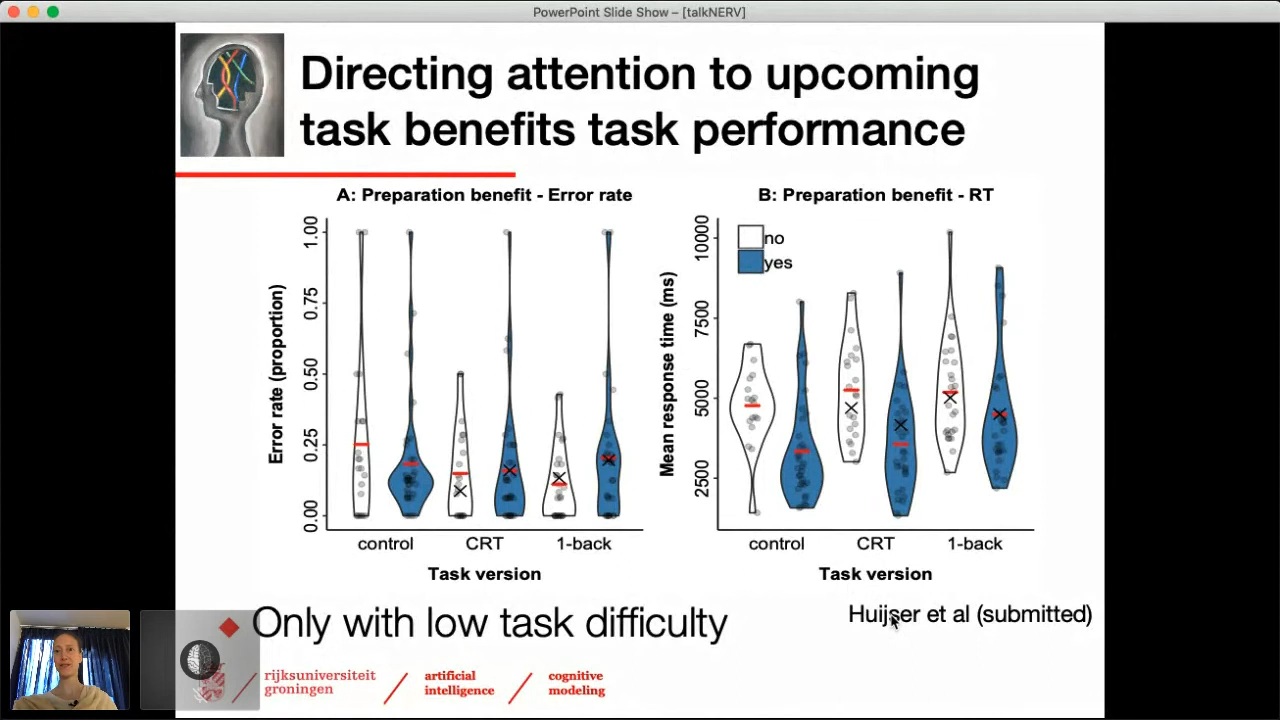 PowerPoint Slide Show – [talkNERV]
Directing attention to upcoming
task benefits task performance
A: Preparation benefit - Error rate
Error rate (proportion)
1.00
0.75
0.50
0.25
0.00
control
CRT
1-back
Task version
B: Preparation benefit - RT
no
yes
Mean response time (ms)
10000
7500
5000
2500
control
CRT
1-back
Task version
Only with low task difficulty
Huijser et al (submitted)
rijksuniversiteit
groningen
artificial
intelligence
cognitive
modeling